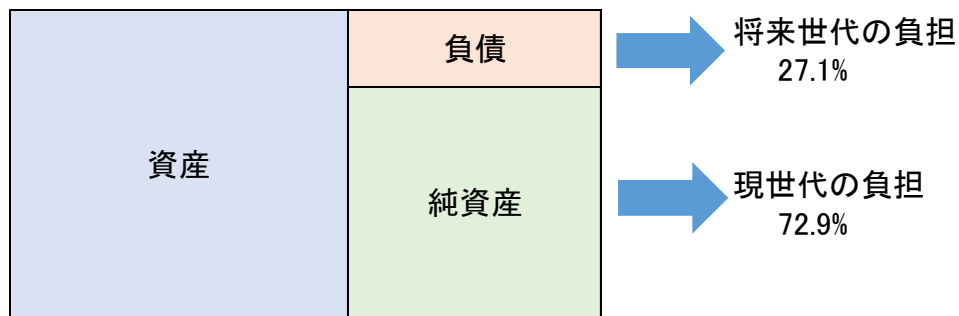 負債
将来世代の負担
27.1%
資産
純資産
現世代の負担
72.9%